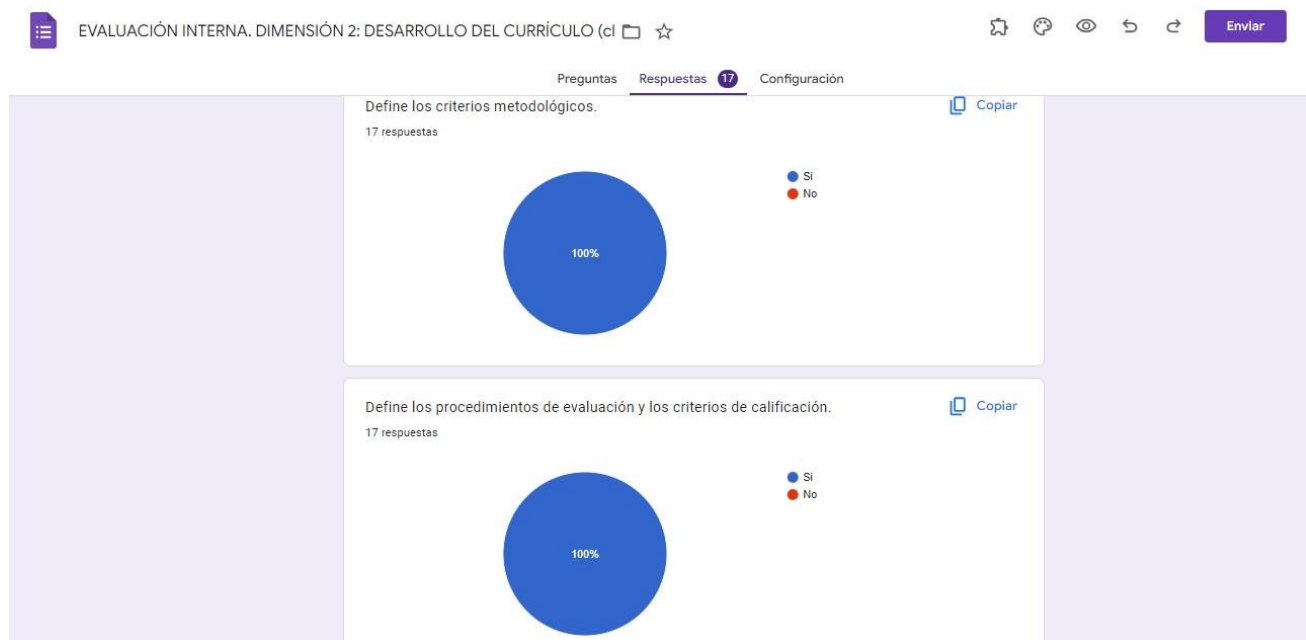 EVALUACIÓN INTERNA. DIMENSIÓN 2: DESARROLLO DEL CURRÍCULO (cl
Enviar
Preguntas Respuestas 17 Configuración
Define los criterios metodológicos.
Copiar
17 respuestas
Si
No
100%
Define los procedimientos de evaluación y los criterios de calificación.
Copiar
17 respuestas
Si
No
100%